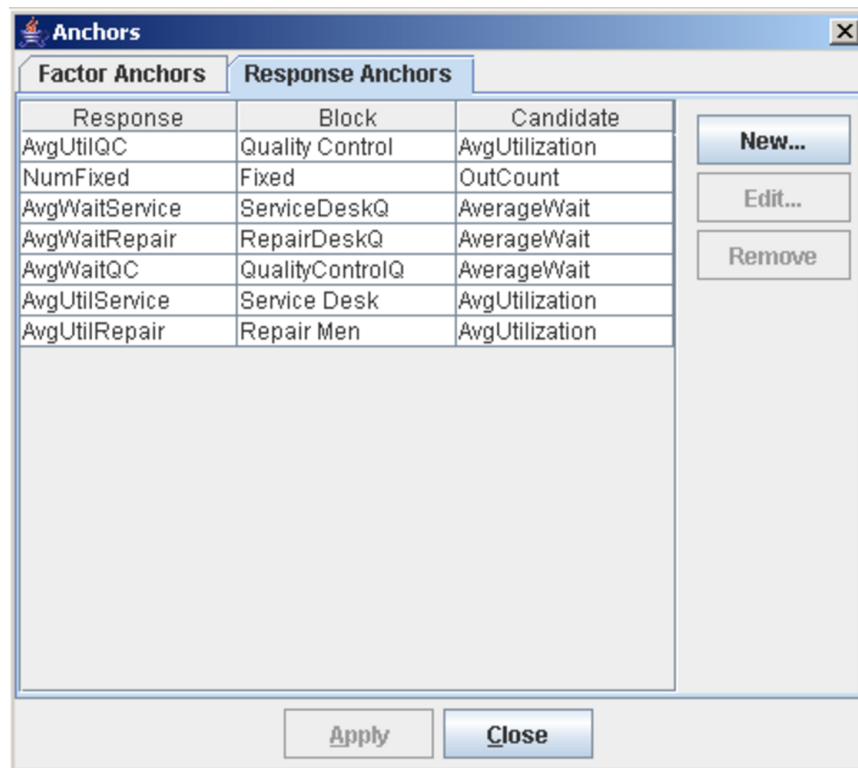 Anchors
Factor Anchors Response Anchors
Response Block Candidate
AvgUtilQC Quality Control AvgUtilization
NumFixed Fixed OutCount
AvgWaitService ServiceDeskQ AverageWait
AvgWaitRepair RepairDeskQ AverageWait
AvgWaitQC QualityControlQ AverageWait
AvgUtilService Service Desk AvgUtilization
AvgUtilRepair Repair Men AvgUtilization
New...
Edit...
Remove
Apply Close